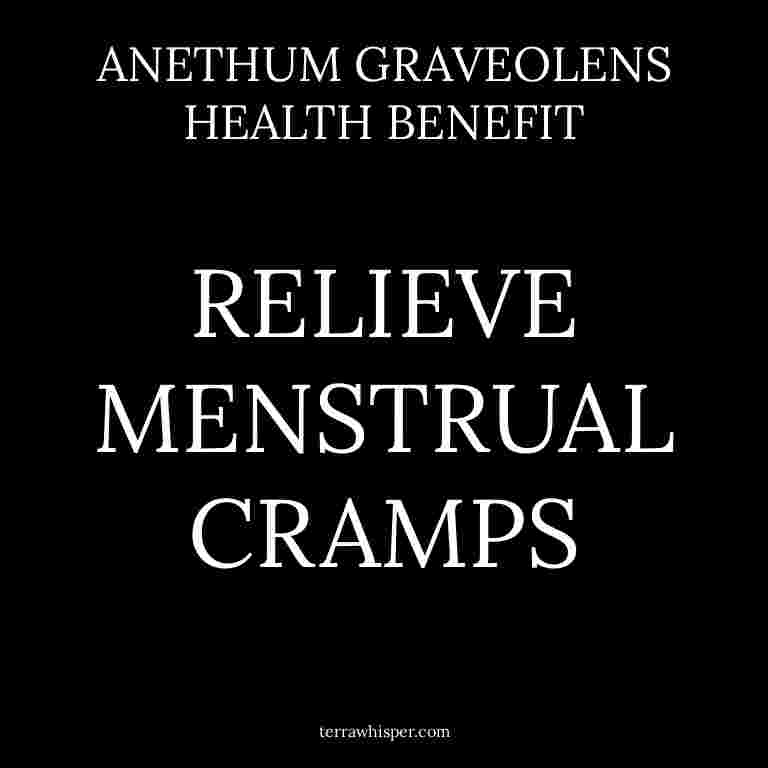 ANETHUM GRAVEOLENS
HEALTH BENEFIT
RELIEVE
MENSTRUAL
CRAMPS
terrawhisper.com